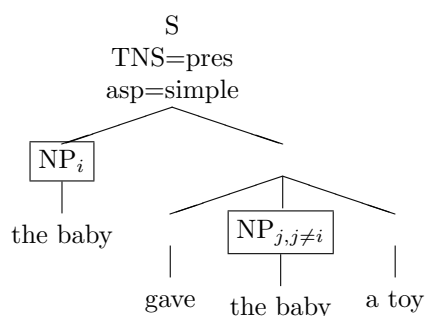 S
TNS=pres
asp=simple
NP_i
the baby
NP_{j,j≠i}
gave
the baby
a toy